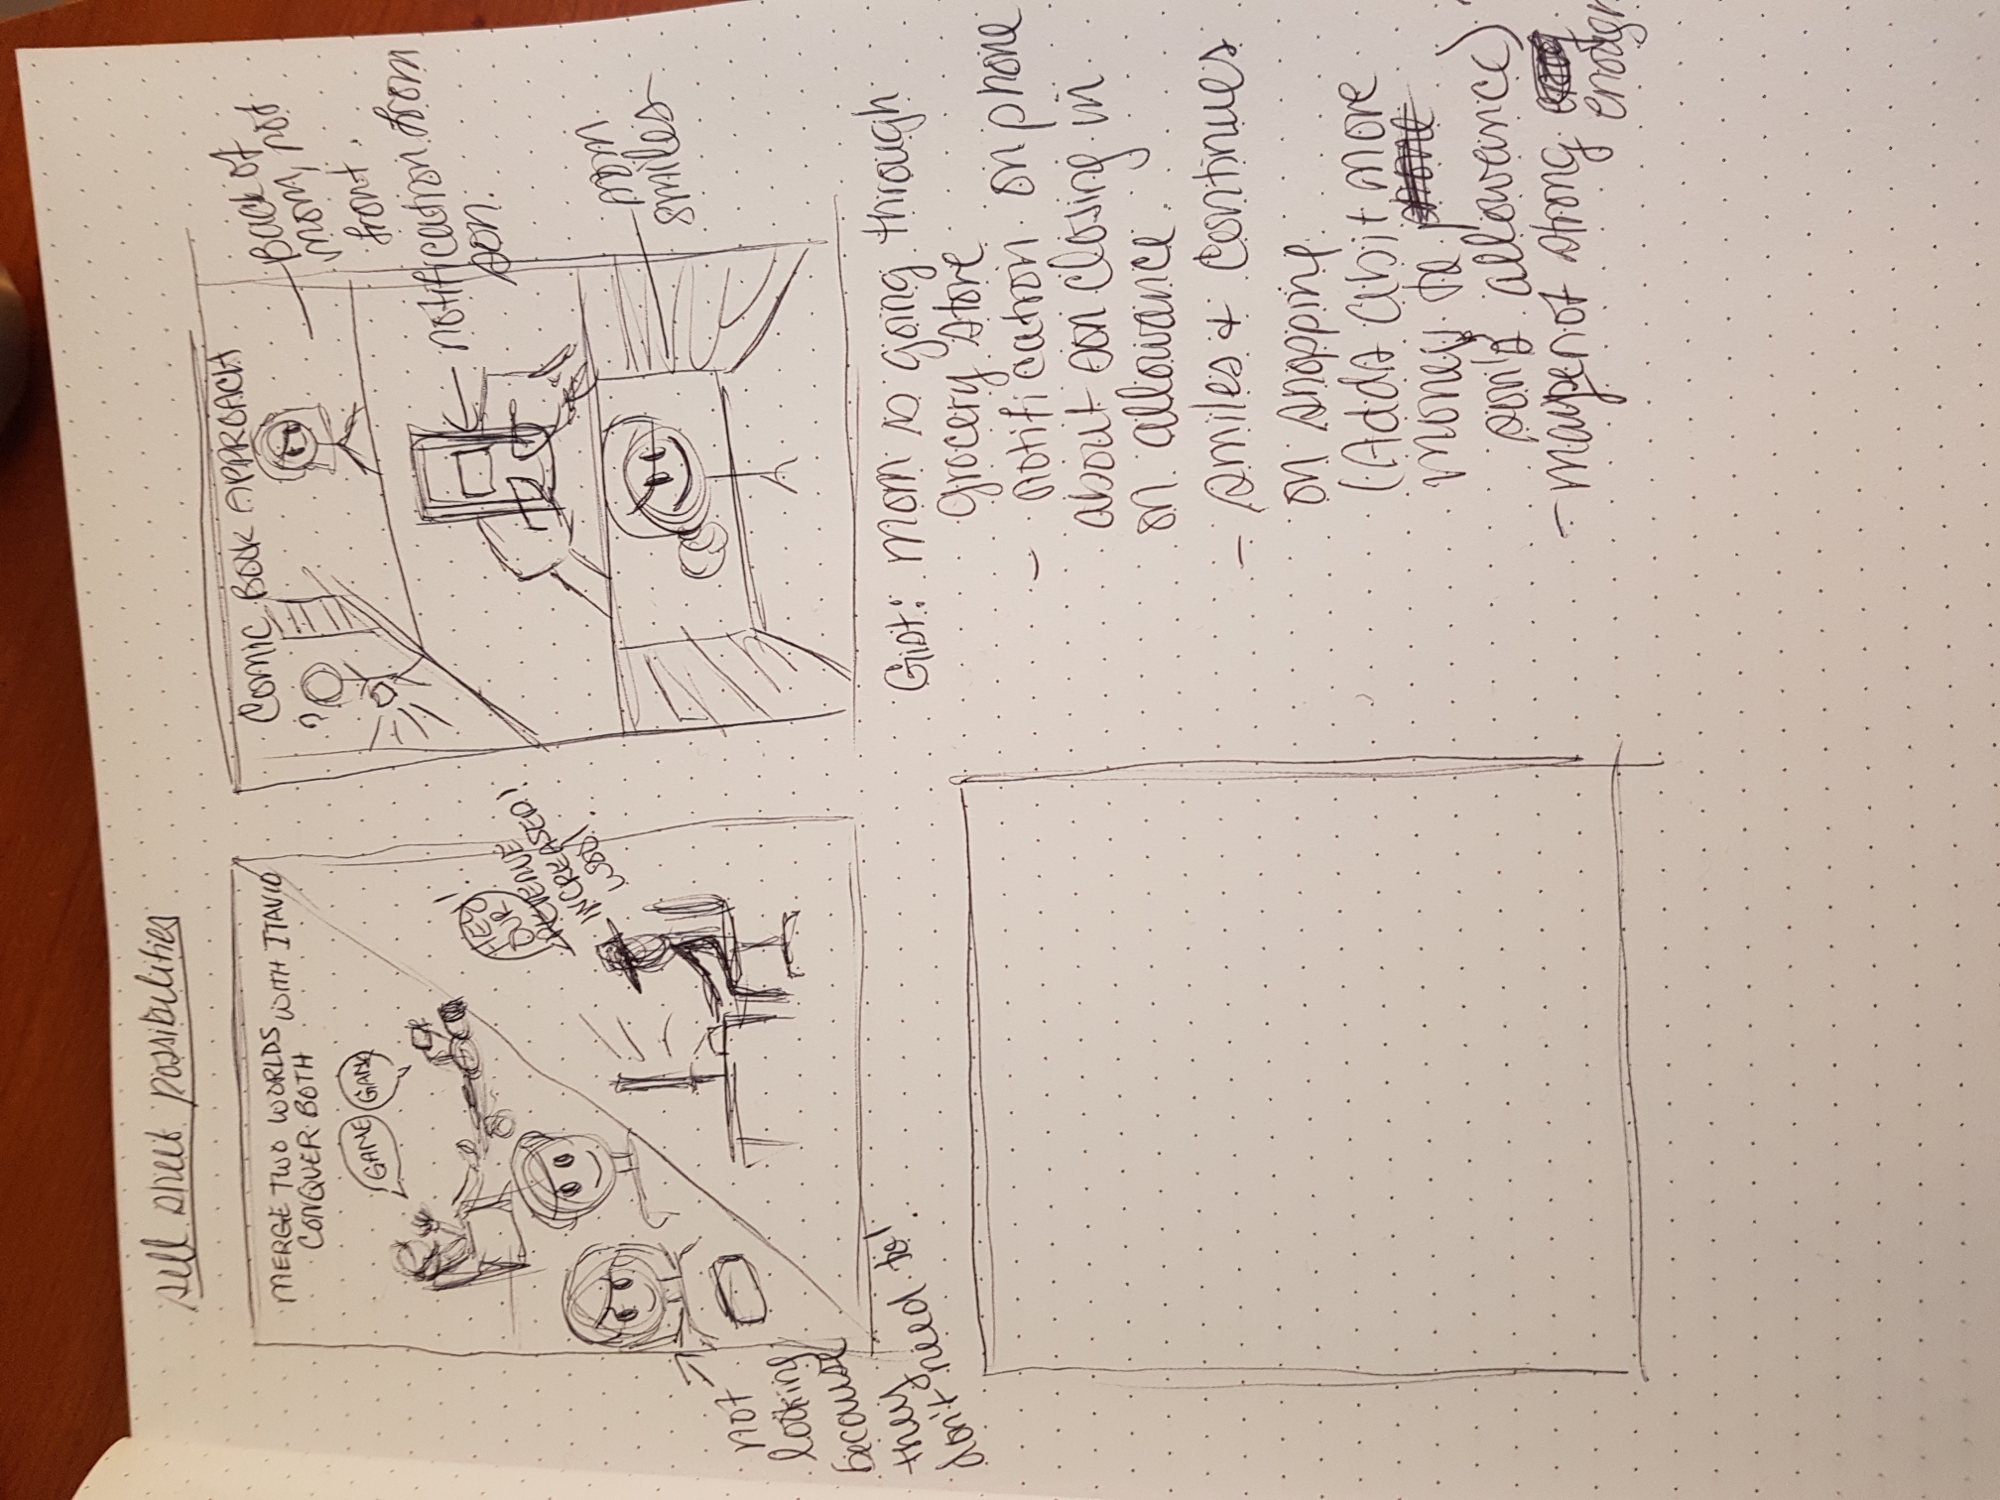 sell sheet possibilities
MERGE TWO WORLDS WITH ITAVIO
CONQUER BOTH
GAME
GAME
HEY!
OUR
REVENUE
INCREASED!
WOO!
not
looking
because
they
don't need to!
COMIC BOOK APPROACH
?
Back of
mom, not
front.
notification from
son.
mom
smiles
Gist: mom is going through
grocery store
- notification on phone
about son closing in
on allowance.
- smiles & continues
on shopping
(Adds a bit more
money to
son's allowance)
- maybe not strong
enough